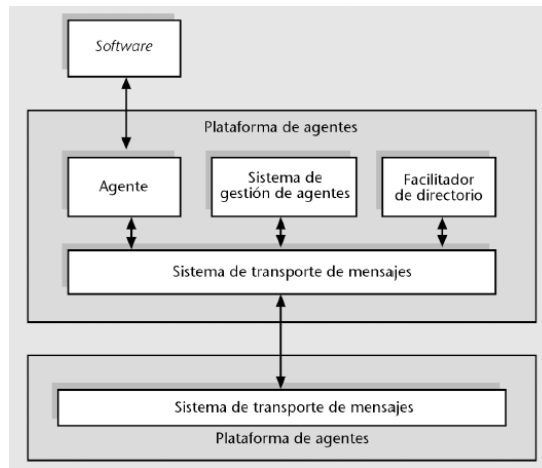 Software
Plataforma de agentes
Agente
Sistema de
gestión de agentes
Facilitador
de directorio
Sistema de transporte de mensajes
Sistema de transporte de mensajes
Plataforma de agentes